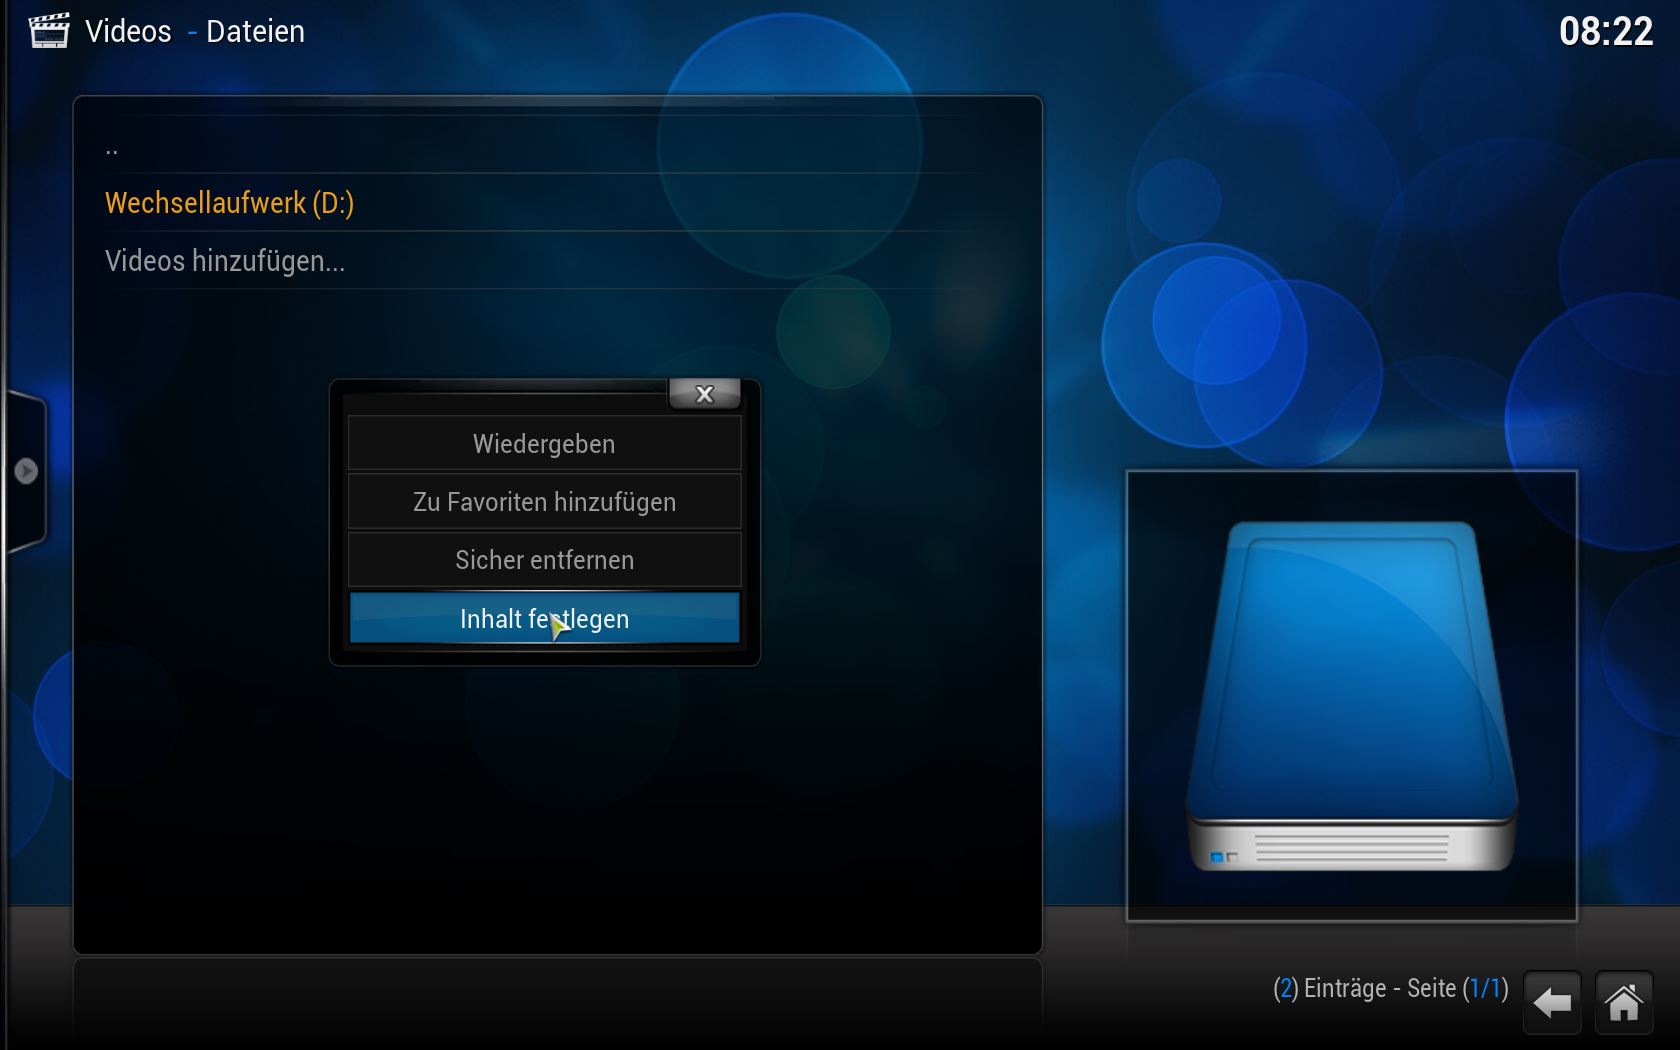 Videos - Dateien
08:22
..
Wechsellaufwerk (D:)
Videos hinzufügen...
X
Wiedergeben
Zu Favoriten hinzufügen
Sicher entfernen
Inhalt festlegen
(2) Einträge - Seite (1/1)